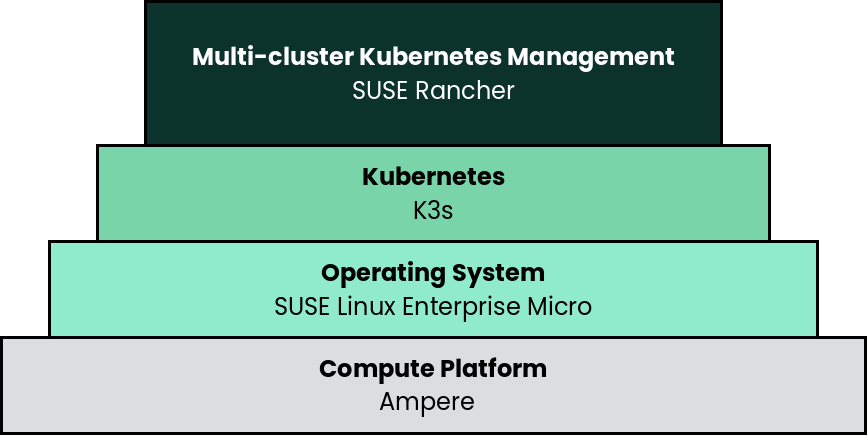 Multi-cluster Kubernetes Management
SUSE Rancher
Kubernetes
K3s
Operating System
SUSE Linux Enterprise Micro
Compute Platform
Ampere